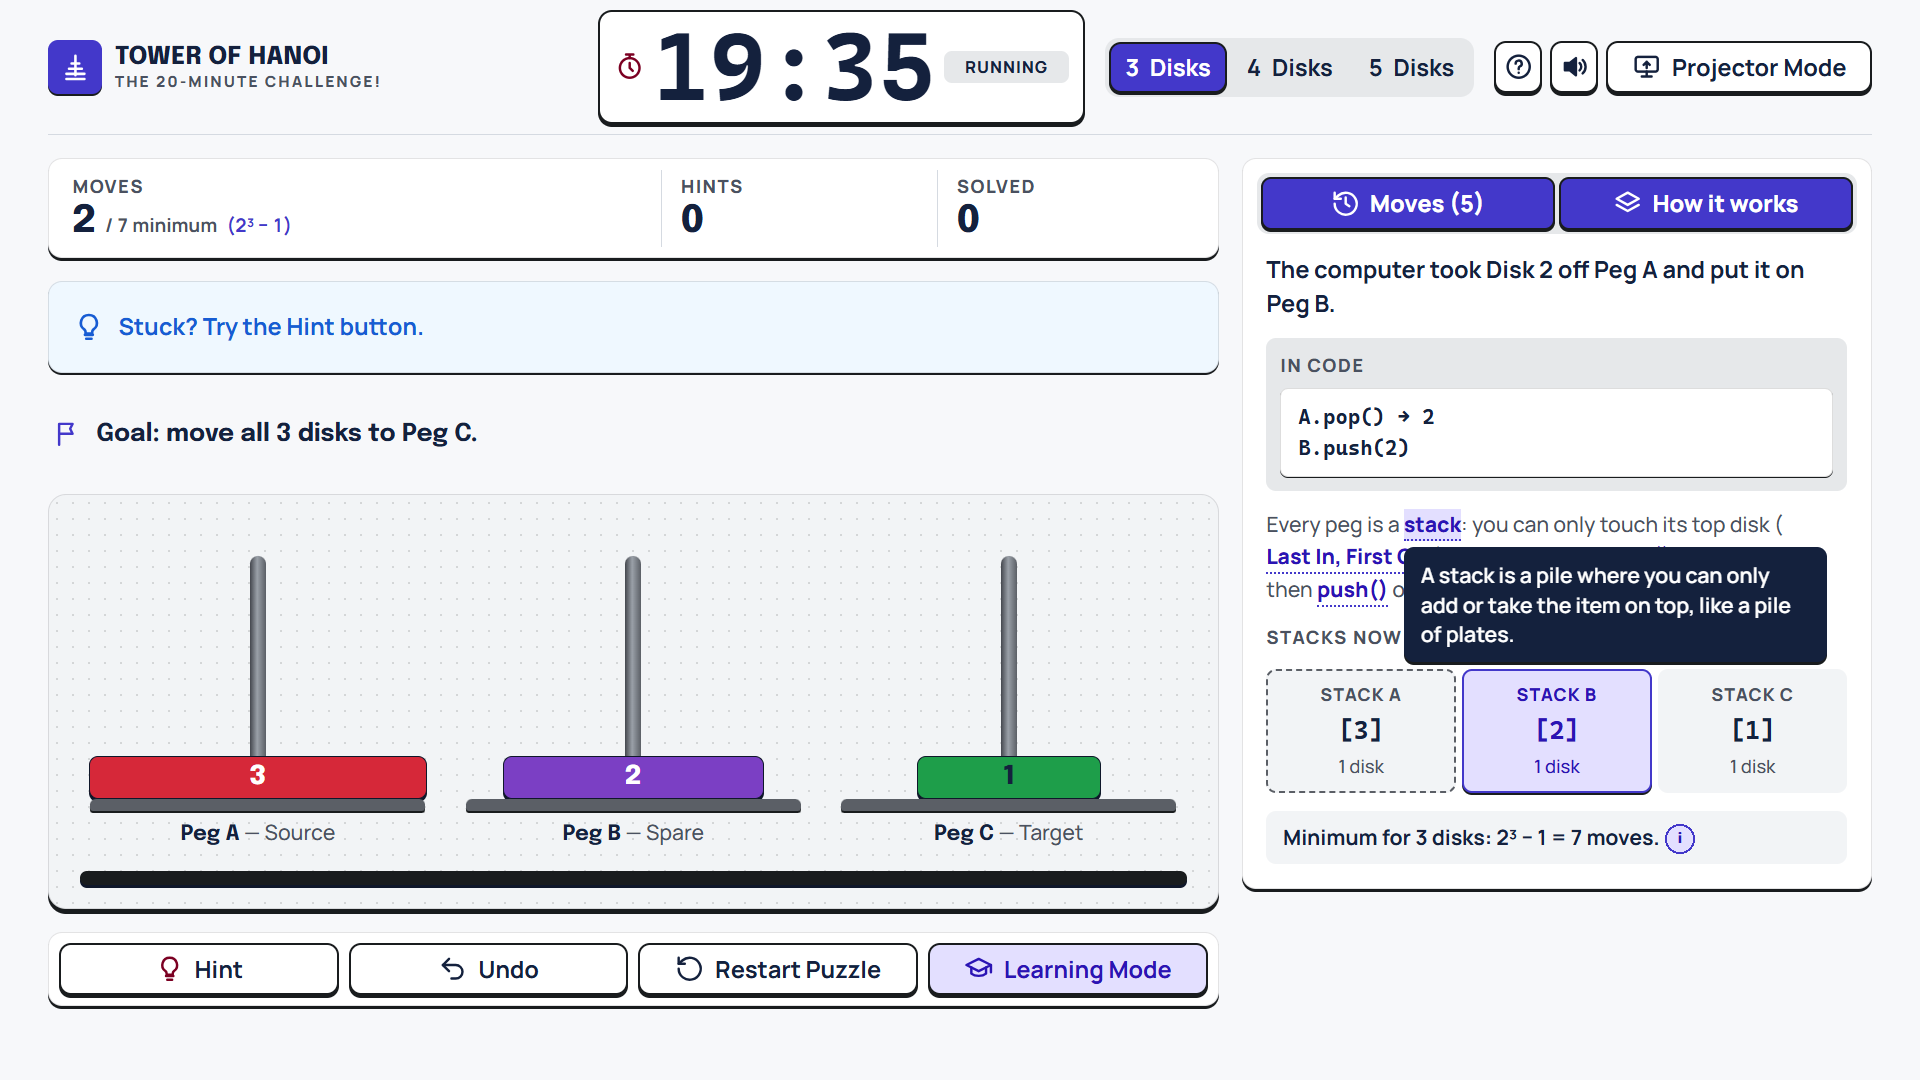 TOWER OF HANOI
THE 20-MINUTE CHALLENGE!
19:35
RUNNING
3 Disks
4 Disks
5 Disks
Projector Mode
MOVES
2 / 7 minimum (2³ − 1)
HINTS
0
SOLVED
0
Stuck? Try the Hint button.
Goal: move all 3 disks to Peg C.
3
2
1
Peg A — Source
Peg B — Spare
Peg C — Target
Hint
Undo
Restart Puzzle
Learning Mode
Moves (5)
How it works
The computer took Disk 2 off Peg A and put it on
Peg B.
IN CODE
A.pop() → 2
B.push(2)
Every peg is a stack: you can only touch its top disk (
Last In, First
then push()
A stack is a pile where you can only
add or take the item on top, like a pile
of plates.
STACKS NOW
STACK A
[3]
1 disk
STACK B
[2]
1 disk
STACK C
[1]
1 disk
Minimum for 3 disks: 2³ − 1 = 7 moves. i